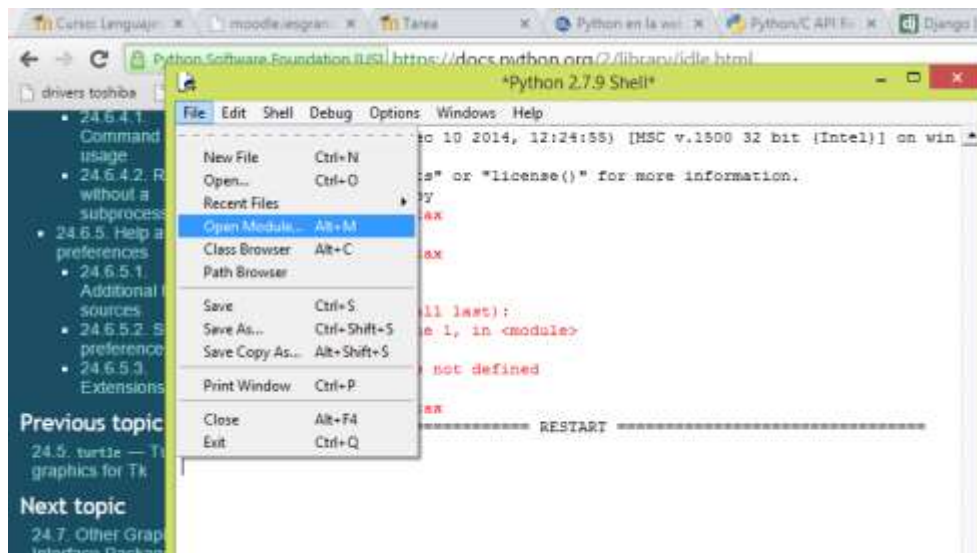 Curso: Lenguaje
moodle.iesgran
Tarea
Python en la we
Python/C API R
Django
Python Software Foundation [US] https://docs.python.org/2/library/idle.html
drivers toshiba
*Python 2.7.9 Shell*
File Edit Shell Debug Options Windows Help
24.6.4.1.
Command
usage
24.6.4.2. R
without a
subprocess
24.6.5. Help a
preferences
24.6.5.1.
Additional
sources
24.6.5.2. S
preference
24.6.5.3.
Extensions
Previous topic
24.5. turtle — T
graphics for Tk
Next topic
24.7. Other Grap
New File Ctrl+N
Open... Ctrl+O
Recent Files
Open Module... Alt+M
Class Browser Alt+C
Path Browser
Save Ctrl+S
Save As... Ctrl+Shift+S
Save Copy As... Alt+Shift+S
Print Window Ctrl+P
Close Alt+F4
Exit Ctrl+Q
ec 10 2014, 12:24:55) [MSC v.1500 32 bit (Intel)] on win
s" or "license()" for more information.
py
ax
ax
ll last):
e 1, in <module>
not defined
ax
============ RESTART ================================